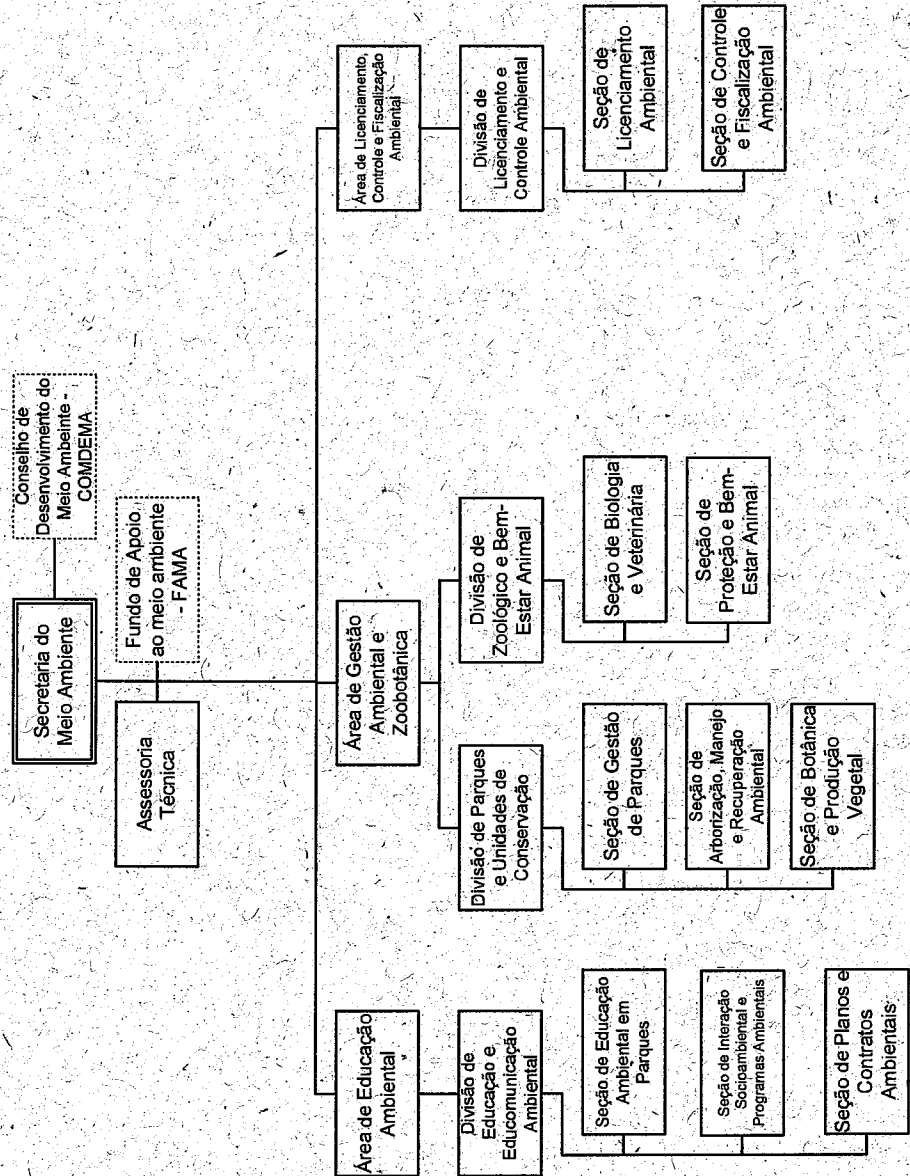 Secretaria do
Meio Ambiente
Conselho de
Desenvolvimento do
Meio Ambeinte -
COMDEMA
Assessoria
Técnica
Fundo de Apoio
ao meio ambiente
- FAMA
Área de Educação
Ambiental
Divisão de
Educação e
Educomunicação
Ambiental
Seção de Educação
Ambiental em
Parques
Seção de Interação
Socioambiental e
Programas Ambientais
Seção de Planos e
Contratos
Ambientais
Área de Gestão
Ambiental e
Zoobotânica
Divisão de Parques
e Unidades de
Conservação
Seção de Gestão
de Parques
Seção de
Arborização, Manejo
e Recuperação
Ambiental
Seção de Botânica
e Produção
Vegetal
Divisão de
Zoológico e Bem-
Estar Animal
Seção de Biologia
e Veterinária
Seção de
Proteção e Bem-
Estar Animal
Área de Licenciamento,
Controle e Fiscalização
Ambiental
Divisão de
Licenciamento e
Controle Ambiental
Seção de
Licenciamento
Ambiental
Seção de Controle
e Fiscalização
Ambiental